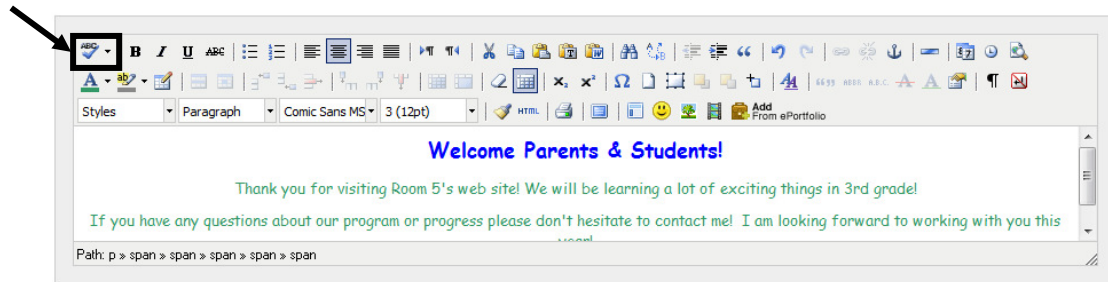 ABC B I U ABC
Styles Paragraph Comic Sans MS 3 (12pt) HTML Add From ePortfolio
Welcome Parents & Students!
Thank you for visiting Room 5's web site! We will be learning a lot of exciting things in 3rd grade!
If you have any questions about our program or progress please don't hesitate to contact me! I am looking forward to working with you this
year!
Path: p » span » span » span » span » span